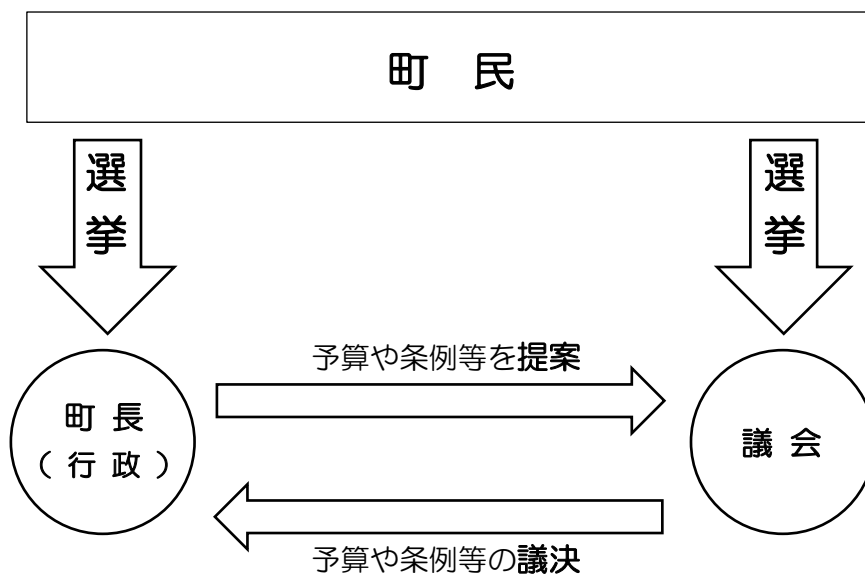 町　民
選挙
選挙
予算や条例等を提案
町 長
( 行 政 )
議 会
予算や条例等の議決